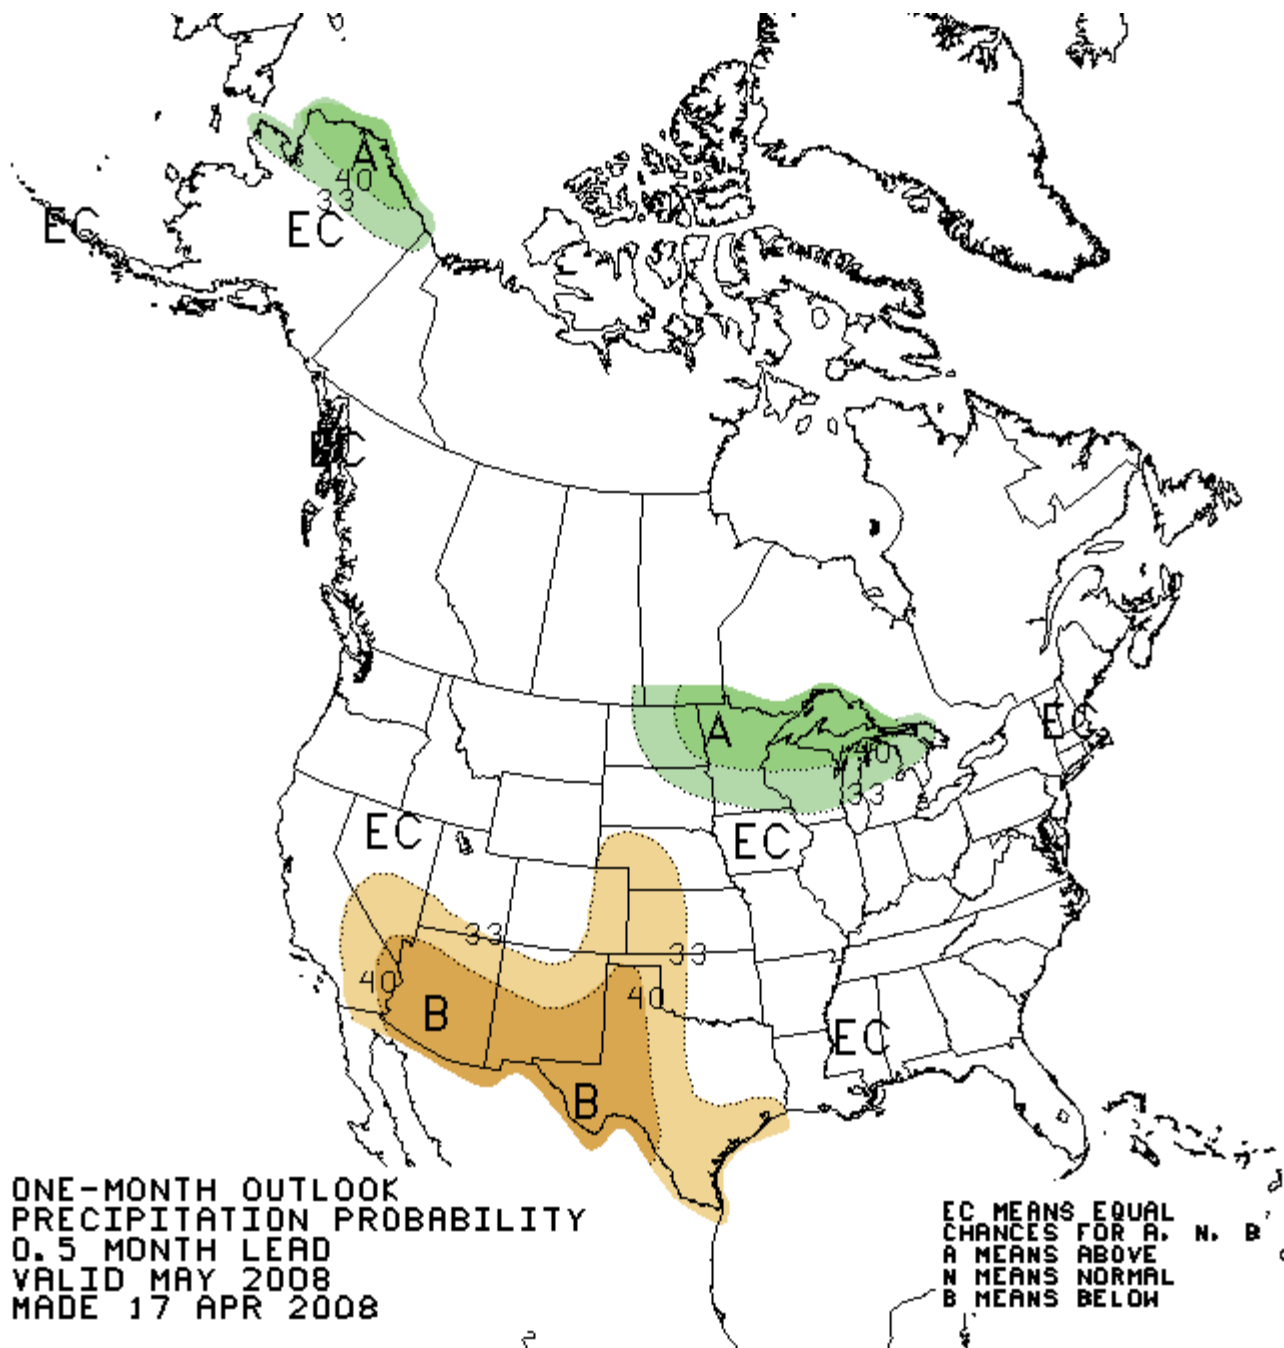 A
40
33
EC
EC
EC
A
EC
40
33
EC
EC
33
33
40
40
B
EC
B
ONE-MONTH OUTLOOK
PRECIPITATION PROBABILITY
0.5 MONTH LEAD
VALID MAY 2008
MADE 17 APR 2008
EC MEANS EQUAL
CHANCES FOR A, N, B
A MEANS ABOVE
N MEANS NORMAL
B MEANS BELOW